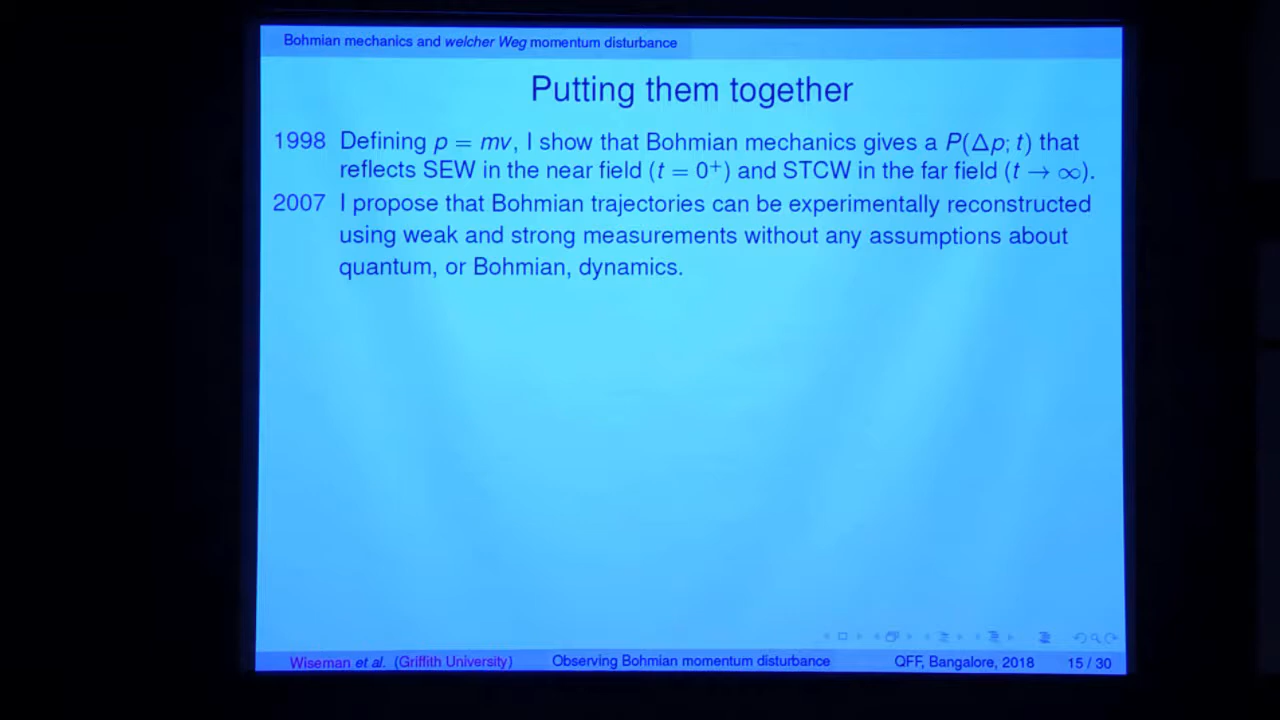 Bohmian mechanics and welcher Weg momentum disturbance
Putting them together
1998 Defining p = mv, I show that Bohmian mechanics gives a P(Δp; t) that
reflects SEW in the near field (t = 0⁺) and STCW in the far field (t → ∞).
2007 I propose that Bohmian trajectories can be experimentally reconstructed
using weak and strong measurements without any assumptions about
quantum, or Bohmian, dynamics.
Wiseman et al. (Griffith University) Observing Bohmian momentum disturbance QFF, Bangalore, 2018 15 / 30